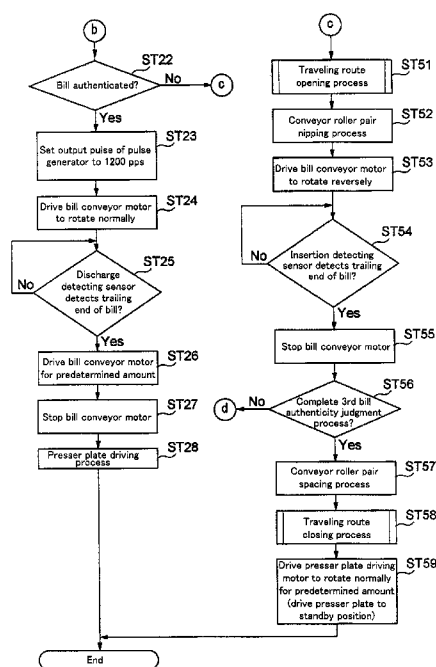 b
ST22
Bill authenticated?
No
c
Yes
ST23
Set output pulse of pulse
generator to 1200 pps
ST24
Drive bill conveyor motor
to rotate normally
ST25
No
Discharge
detecting sensor
detects trailing
end of bill?
Yes
ST26
Drive bill conveyor motor
for predetermined amount
ST27
Stop bill conveyor motor
ST28
Presser plate driving
process
End
c
ST51
Traveling route
opening process
ST52
Conveyor roller pair
nipping process
ST53
Drive bill conveyor motor
to rotate reversely
ST54
No
Insertion detecting
sensor detects trailing
end of bill?
Yes
ST55
Stop bill conveyor motor
ST56
No
d
Complete 3rd bill
authenticity judgment
process?
Yes
ST57
Conveyor roller pair
spacing process
ST58
Traveling route
closing process
ST59
Drive presser plate driving
motor to rotate normally
for predetermined amount
(drive presser plate to
standby position)